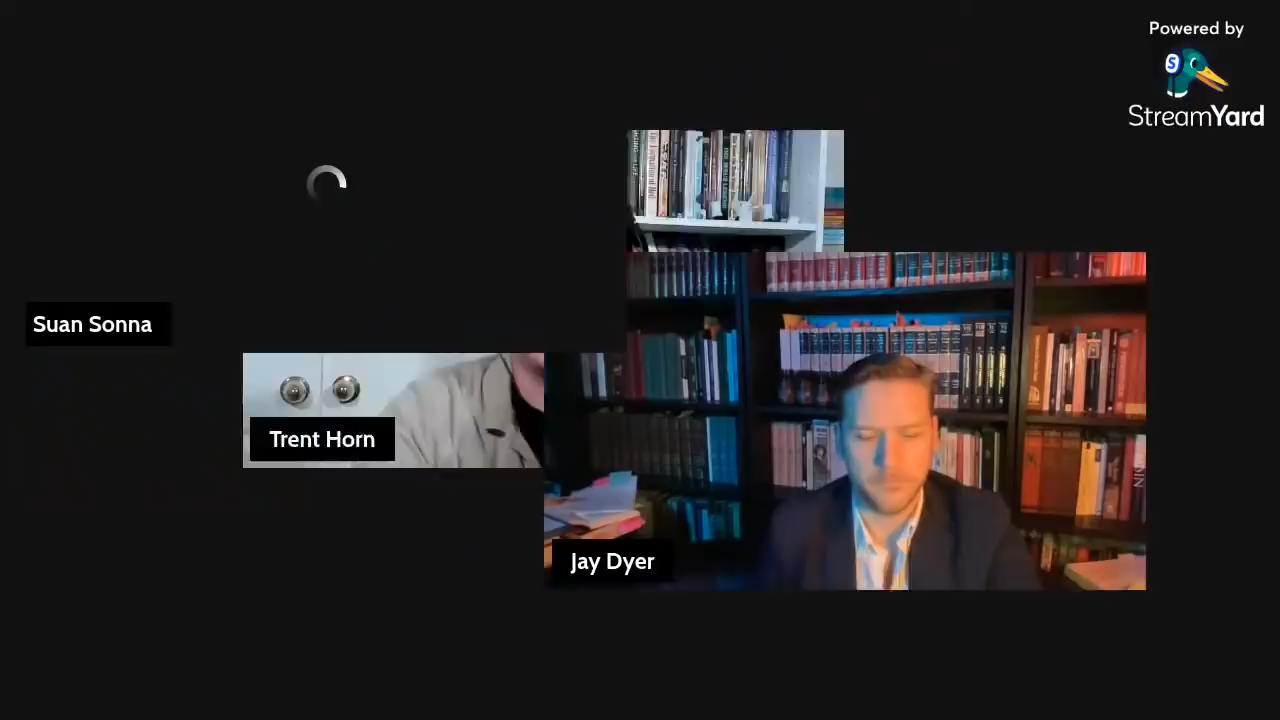 Powered by
S
StreamYard
Suan Sonna
Trent Horn
Jay Dyer